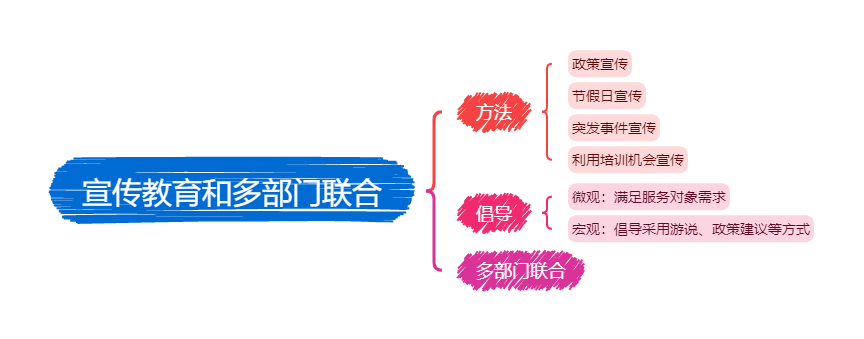 宣传教育和多部门联合
方法
政策宣传
节假日宣传
突发事件宣传
利用培训机会宣传
倡导
微观：满足服务对象需求
宏观：倡导采用游说、政策建议等方式
多部门联合